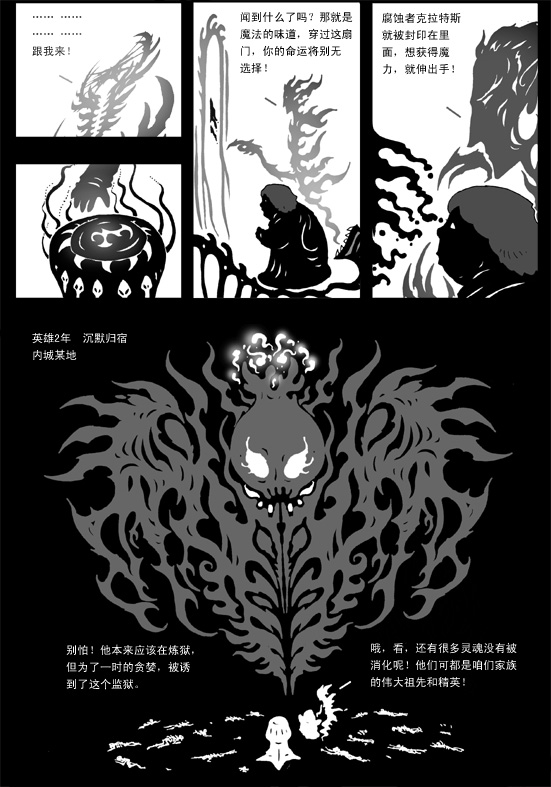 …… ……
…… ……
跟我来！
闻到什么了吗？那就是
魔法的味道，穿过这扇
门，你的命运将别无
选择！
腐蚀者克拉特斯
就被封印在里
面，想获得魔
力，就伸出手！
英雄2年　沉默归宿
内城某地
别怕！他本来应该在炼狱，
但为了一时的贪婪，被诱
到了这个监狱。
哦，看，还有很多灵魂没有被
消化呢！他们可都是咱们家族
的伟大祖先和精英！